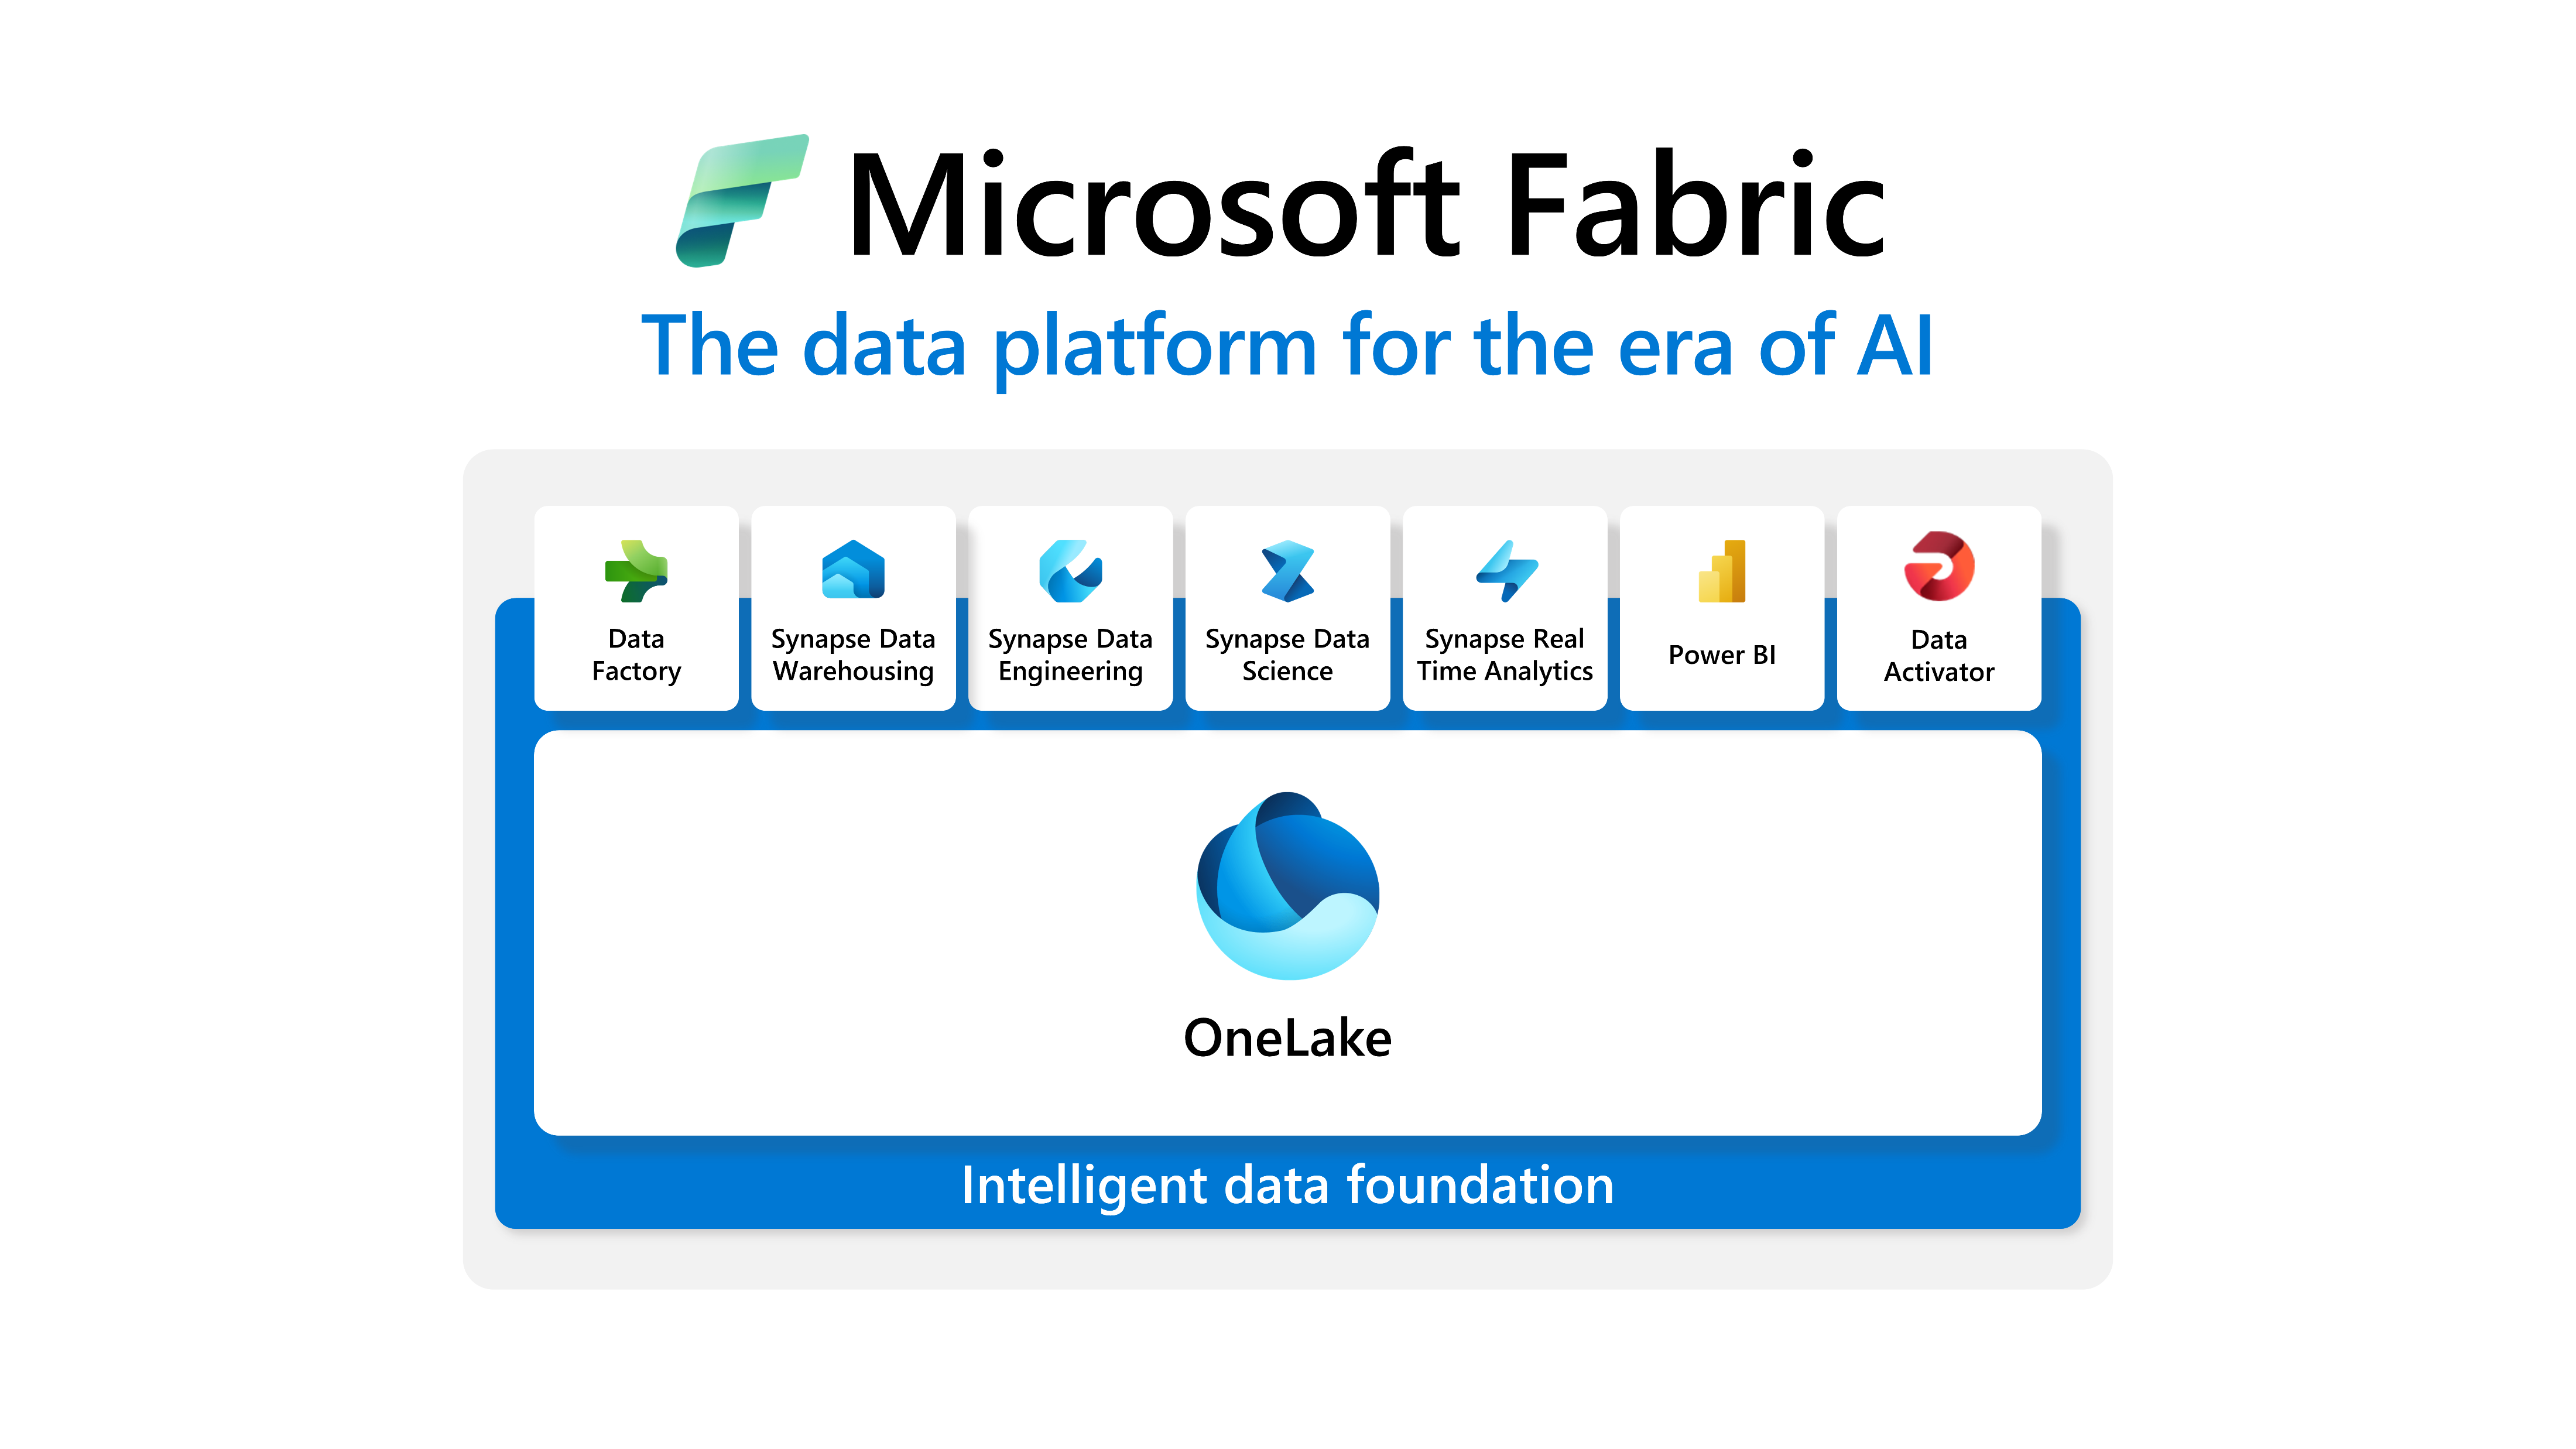 Microsoft Fabric
The data platform for the era of AI
Data
Factory
Synapse Data
Warehousing
Synapse Data
Engineering
Synapse Data
Science
Synapse Real
Time Analytics
Power BI
Data
Activator
OneLake
Intelligent data foundation